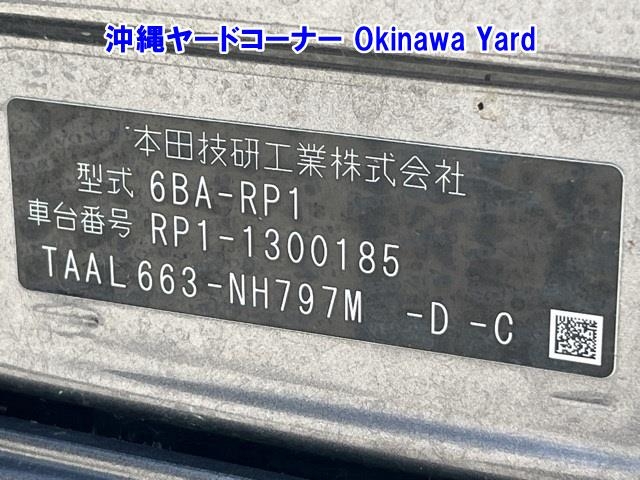 沖縄ヤードコーナー Okinawa Yard
本田技研工業株式会社
型式 6BA-RP1
車台番号 RP1-1300185
TAAL663-NH797M -D -C